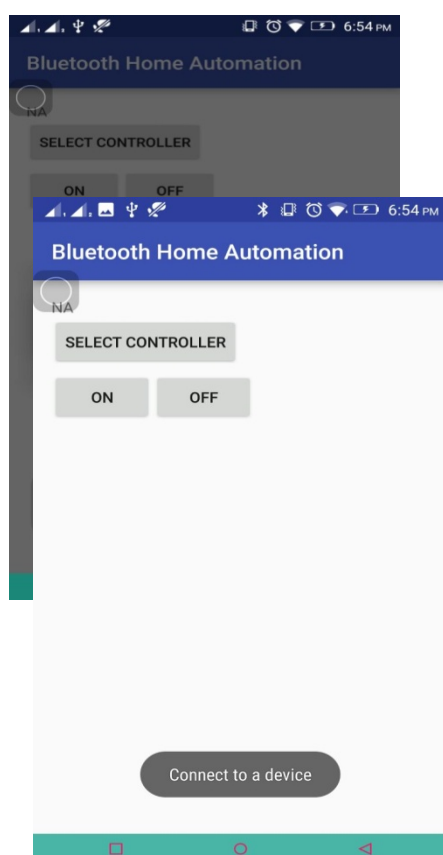 6:54 PM
Bluetooth Home Automation
NA
SELECT CONTROLLER
ON OFF
6:54 PM
Bluetooth Home Automation
NA
SELECT CONTROLLER
ON OFF
Connect to a device